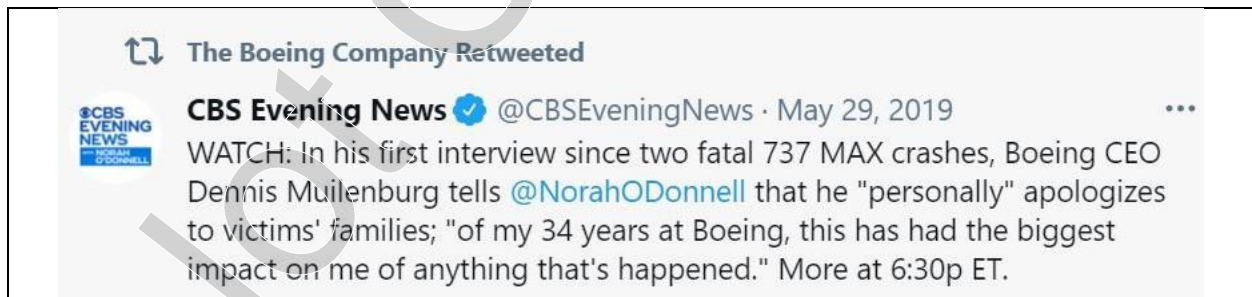 The Boeing Company Retweeted
CBS Evening News @CBSEveningNews · May 29, 2019 •••
©CBS
EVENING
NEWS
WITH NORAH
O'DONNELL
WATCH: In his first interview since two fatal 737 MAX crashes, Boeing CEO
Dennis Muilenburg tells @NorahODonnell that he "personally" apologizes
to victims' families; "of my 34 years at Boeing, this has had the biggest
impact on me of anything that's happened." More at 6:30p ET.